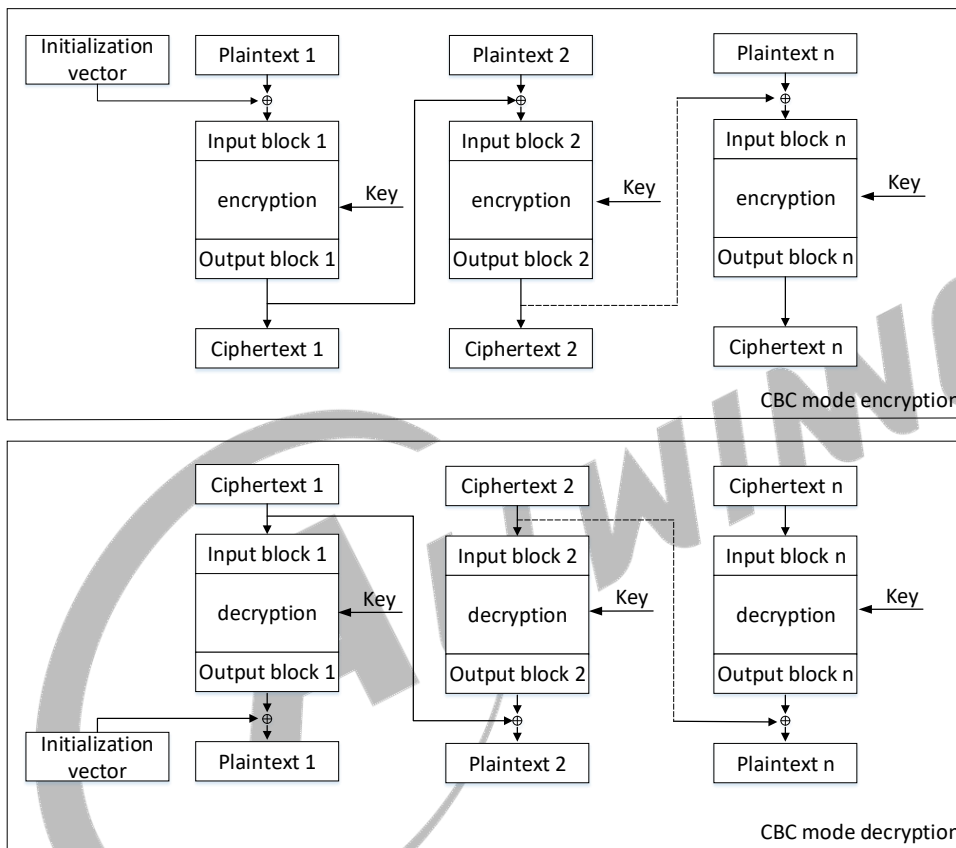 Initialization
vector
Plaintext 1
Plaintext 2
Plaintext n
Input block 1
Input block 2
Input block n
encryption
Key
encryption
Key
encryption
Key
Output block 1
Output block 2
Output block n
Ciphertext 1
Ciphertext 2
Ciphertext n
CBC mode encryption
Ciphertext 1
Ciphertext 2
Ciphertext n
Input block 1
Input block 2
Input block n
decryption
Key
decryption
Key
decryption
Key
Output block 1
Output block 2
Output block n
Initialization
vector
Plaintext 1
Plaintext 2
Plaintext n
CBC mode decryption